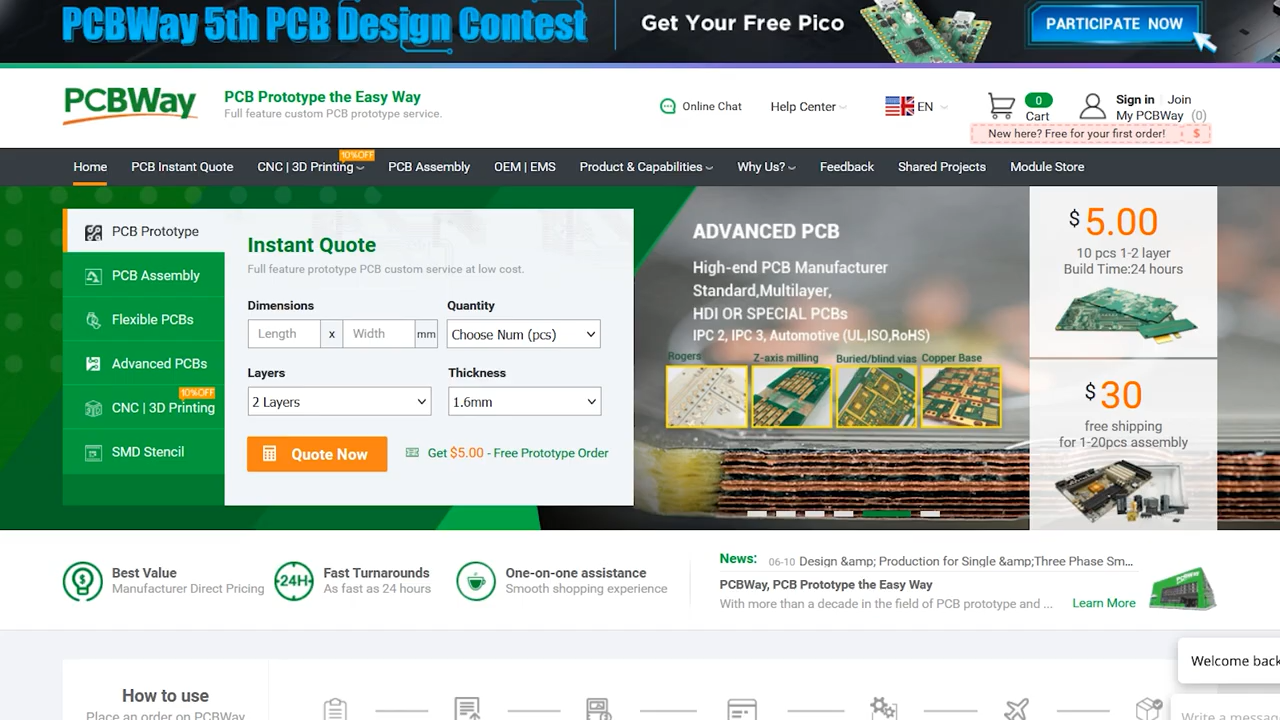 PCBWay 5th PCB Design Contest
Get Your Free Pico
PARTICIPATE NOW
PCBWay
PCB Prototype the Easy Way
Full feature custom PCB prototype service.
Online Chat
Help Center
EN
0
Cart
Sign in
Join
My PCBWay (0)
New here? Free for your first order! $
Home
PCB Instant Quote
CNC | 3D Printing
10%OFF
PCB Assembly
OEM | EMS
Product & Capabilities
Why Us?
Feedback
Shared Projects
Module Store
PCB Prototype
PCB Assembly
Flexible PCBs
Advanced PCBs
10%OFF
CNC | 3D Printing
SMD Stencil
Instant Quote
Full feature prototype PCB custom service at low cost.
Dimensions
Quantity
Length x Width mm
Choose Num (pcs)
Layers
Thickness
2 Layers
1.6mm
Quote Now
Get $5.00 - Free Prototype Order
ADVANCED PCB
High-end PCB Manufacturer
Standard,Multilayer,
HDI OR SPECIAL PCBs
IPC 2, IPC 3, Automotive (UL,ISO,RoHS)
Rogers
Z-axis milling
Buried/blind vias
Copper Base
$5.00
10 pcs 1-2 layer
Build Time:24 hours
$30
free shipping
for 1-20pcs assembly
Best Value
Manufacturer Direct Pricing
24H
Fast Turnarounds
As fast as 24 hours
One-on-one assistance
Smooth shopping experience
News:
06-10 Design &amp; Production for Single &amp;Three Phase Sm...
PCBWay, PCB Prototype the Easy Way
With more than a decade in the field of PCB prototype and ...
Learn More
Welcome back
How to use
Place an order on PCBWay
Write a messag